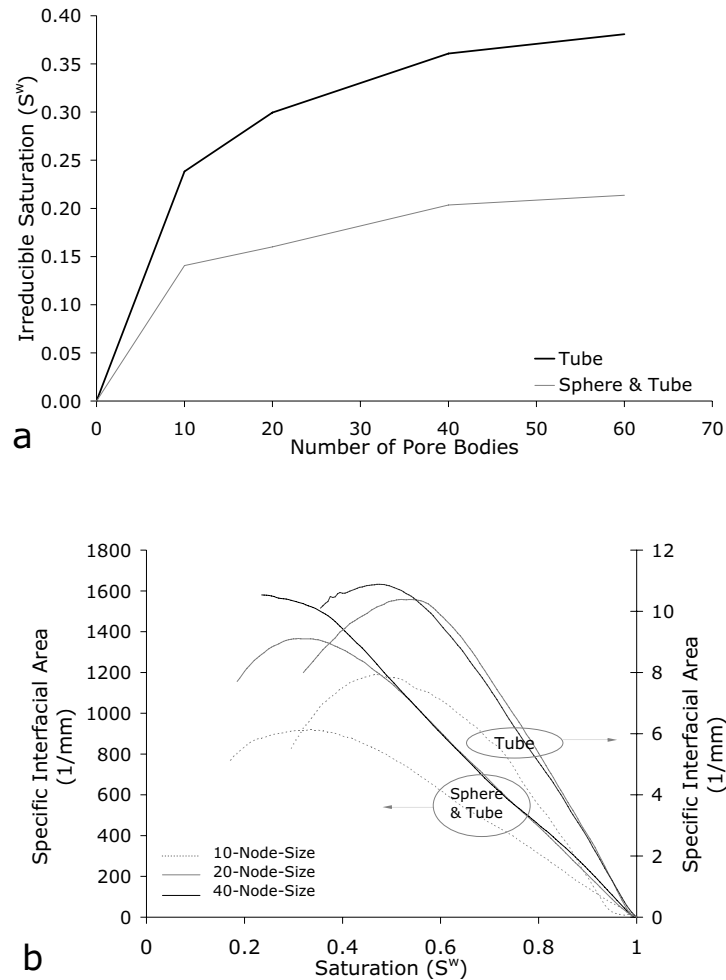 0.40
0.35
0.30
0.25
0.20
0.15
0.10
0.05
0.00
Irreducible Saturation (S^w)
Tube
Sphere & Tube
0 10 20 30 40 50 60 70
Number of Pore Bodies
a
1800
1600
1400
1200
1000
800
600
400
200
0
Specific Interfacial Area
(1/mm)
12
10
8
6
4
2
0
Specific Interfacial Area
(1/mm)
Tube
Sphere
& Tube
10-Node-Size
20-Node-Size
40-Node-Size
0 0.2 0.4 0.6 0.8 1
Saturation (S^w)
b